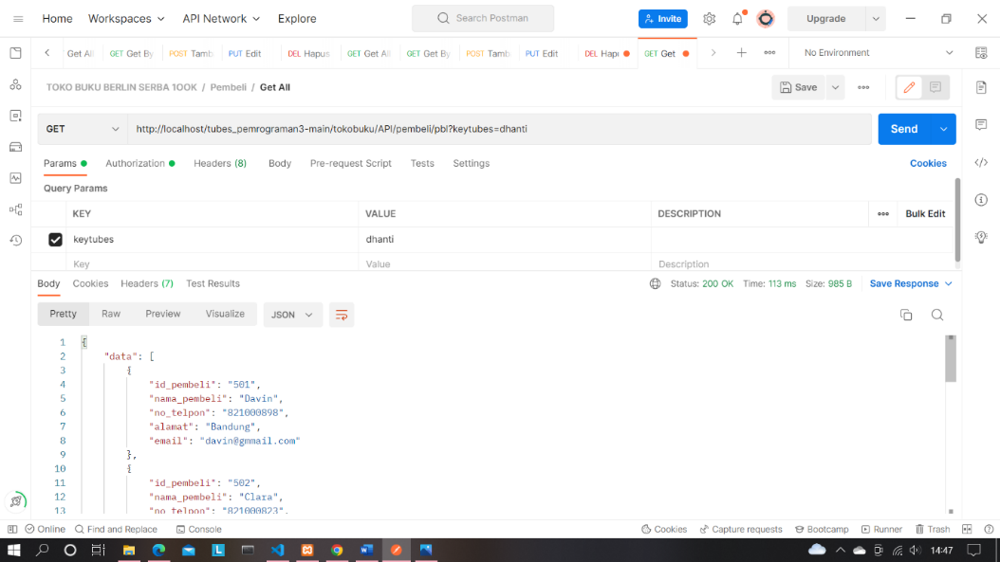 Home Workspaces API Network Explore Search Postman Invite Upgrade
Get All GET Get By POST Tamb PUT Edit DEL Hapus GET Get All GET Get By POST Tamb PUT Edit DEL Hapu GET Get No Environment
TOKO BUKU BERLIN SERBA 1OOK / Pembeli / Get All Save
GET http://localhost/tubes_pemrograman3-main/tokobuku/API/pembeli/pbl?keytubes=dhanti Send
Params Authorization Headers (8) Body Pre-request Script Tests Settings Cookies
Query Params
KEY VALUE DESCRIPTION Bulk Edit
keytubes dhanti
Key Value Description
Body Cookies Headers (7) Test Results Status: 200 OK Time: 113 ms Size: 985 B Save Response
Pretty Raw Preview Visualize JSON
1 {
2 "data": [
3 {
4 "id_pembeli": "501",
5 "nama_pembeli": "Davin",
6 "no_telpon": "821000898",
7 "alamat": "Bandung",
8 "email": "davin@gmmail.com"
9 },
10 {
11 "id_pembeli": "502",
12 "nama_pembeli": "Clara",
13 "no_telpon": "821000823",
Online Find and Replace Console Cookies Capture requests Bootcamp Runner Trash
14:47